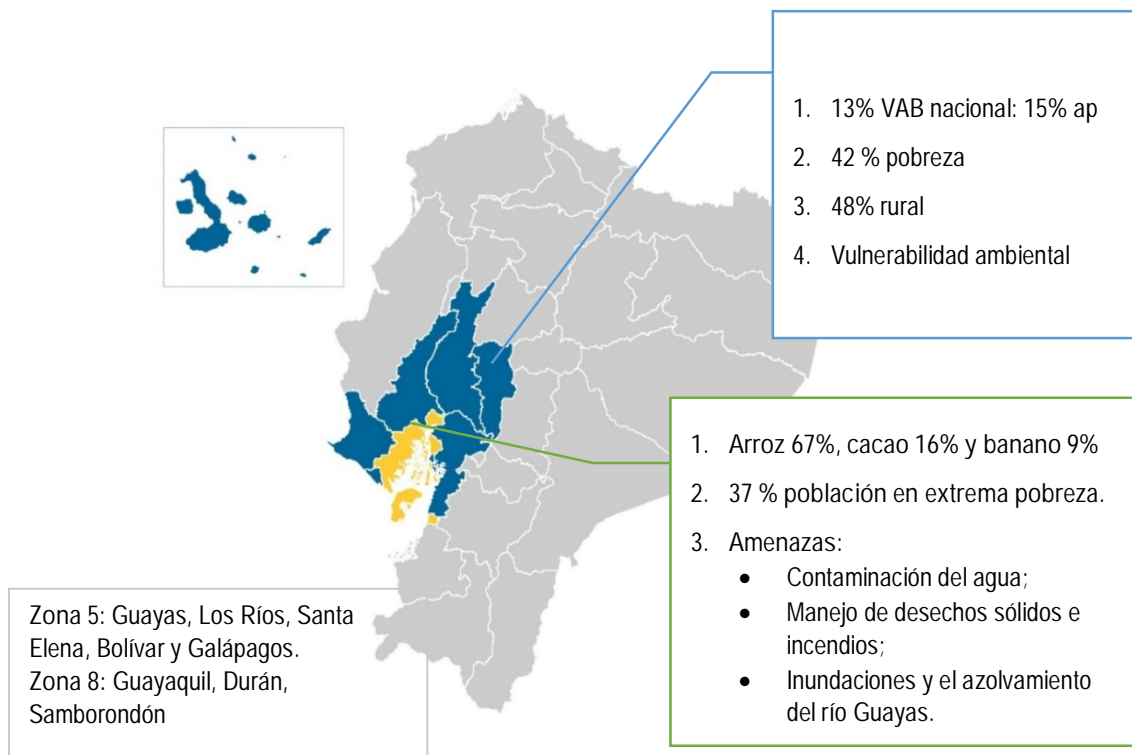 1. 13% VAB nacional: 15% ap
2. 42 % pobreza
3. 48% rural
4. Vulnerabilidad ambiental
1. Arroz 67%, cacao 16% y banano 9%
2. 37 % población en extrema pobreza.
3. Amenazas:
• Contaminación del agua;
• Manejo de desechos sólidos e
incendios;
• Inundaciones y el azolvamiento
del río Guayas.
Zona 5: Guayas, Los Ríos, Santa
Elena, Bolívar y Galápagos.
Zona 8: Guayaquil, Durán,
Samborondón